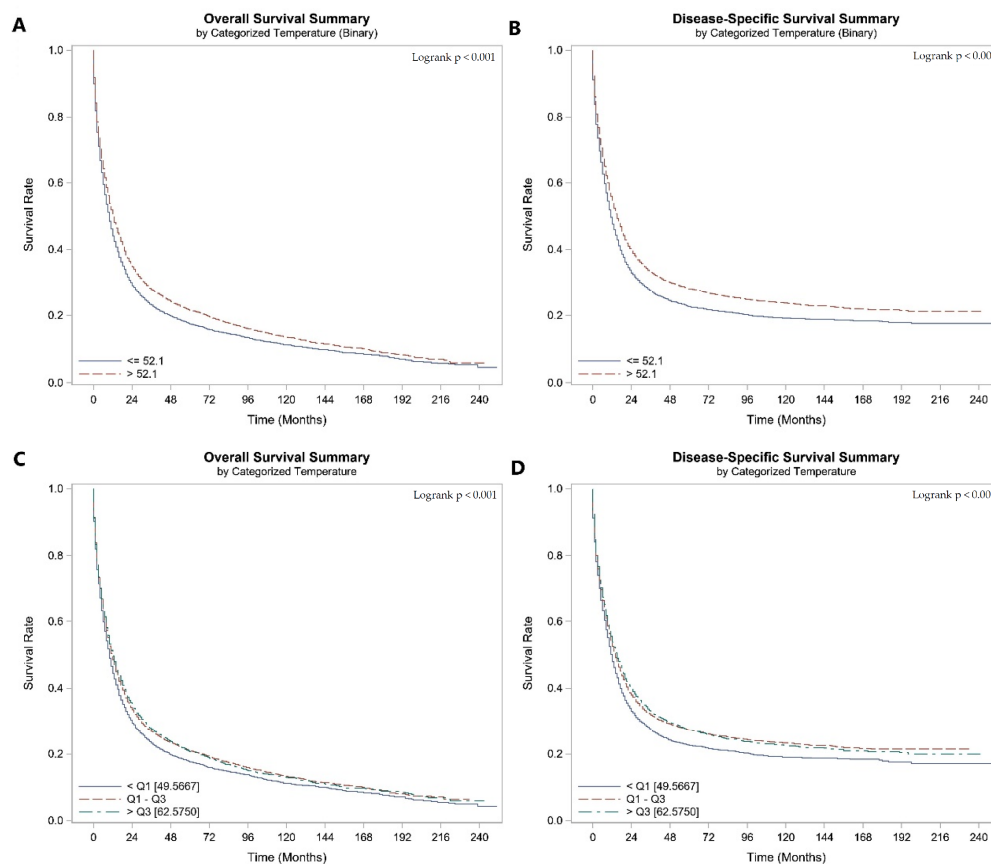 A
Overall Survival Summary
by Categorized Temperature (Binary)
Logrank p < 0.001
Survival Rate
1.0
0.8
0.6
0.4
0.2
0.0
<= 52.1
> 52.1
0 24 48 72 96 120 144 168 192 216 240
Time (Months)
B
Disease-Specific Survival Summary
by Categorized Temperature (Binary)
Logrank p < 0.00
Survival Rate
1.0
0.8
0.6
0.4
0.2
0.0
<= 52.1
> 52.1
0 24 48 72 96 120 144 168 192 216 240
Time (Months)
C
Overall Survival Summary
by Categorized Temperature
Logrank p < 0.001
Survival Rate
1.0
0.8
0.6
0.4
0.2
0.0
< Q1 [49.5667]
Q1 - Q3
> Q3 [62.5750]
0 24 48 72 96 120 144 168 192 216 240
Time (Months)
D
Disease-Specific Survival Summary
by Categorized Temperature
Logrank p < 0.00
Survival Rate
1.0
0.8
0.6
0.4
0.2
0.0
< Q1 [49.5667]
Q1 - Q3
> Q3 [62.5750]
0 24 48 72 96 120 144 168 192 216 240
Time (Months)